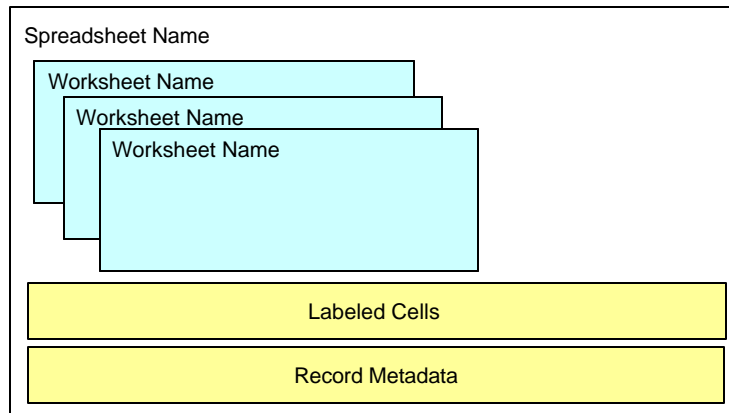 Spreadsheet Name
Worksheet Name
Worksheet Name
Worksheet Name
Labeled Cells
Record Metadata